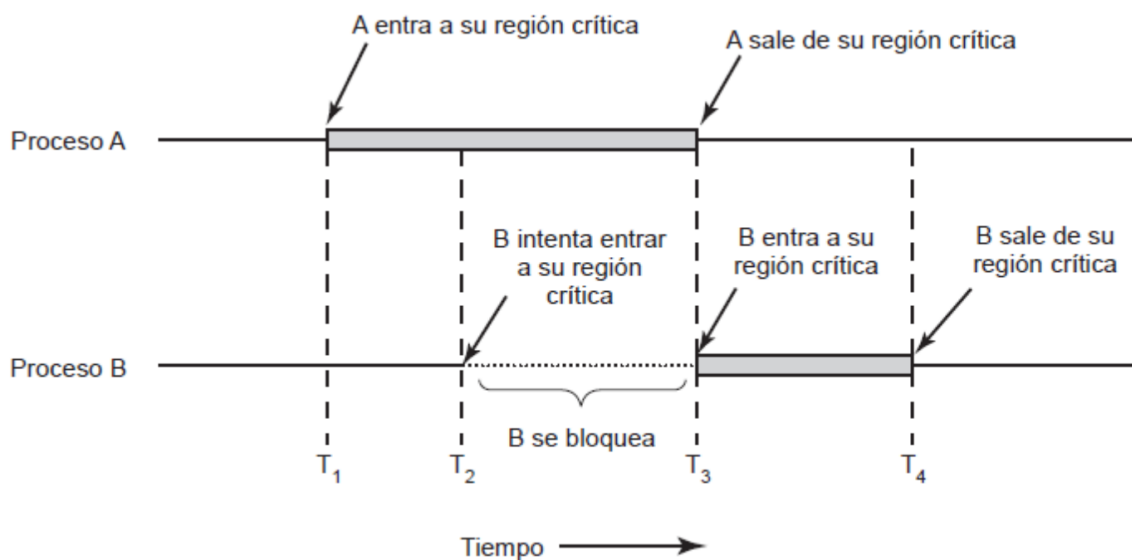 A entra a su región crítica
A sale de su región crítica
Proceso A
B intenta entrar
a su región
crítica
B entra a su
región crítica
B sale de su
región crítica
Proceso B
B se bloquea
T1
T2
T3
T4
Tiempo